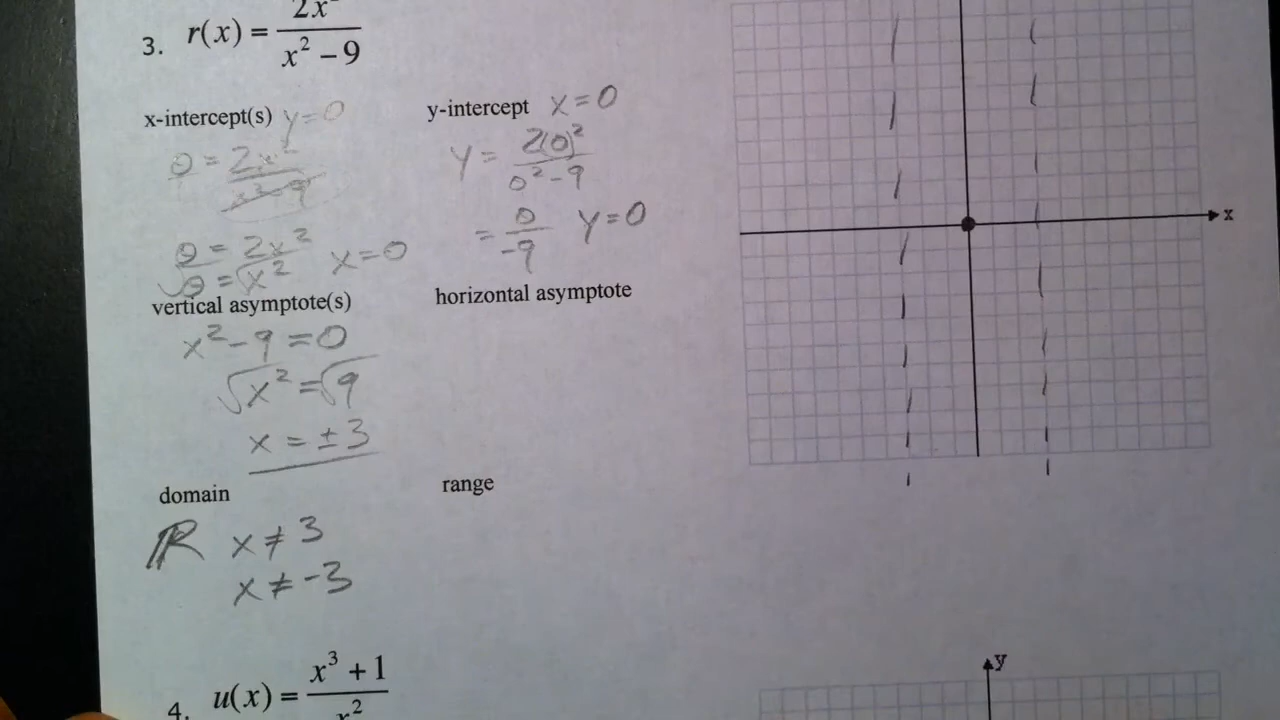 3. r(x) = 2x² / x² − 9
x-intercept(s) y=0
0 = 2x² / x² − 9
0 = 2x²
√0 = √x² x=0
y-intercept x=0
y = 2(0)² / 0² − 9
= 0 / −9 y=0
vertical asymptote(s)
x² − 9 = 0
√x² = √9
x = ±3
horizontal asymptote
domain
ℝ x ≠ 3
x ≠ −3
range
x
4. u(x) = x³ + 1 / x²
y